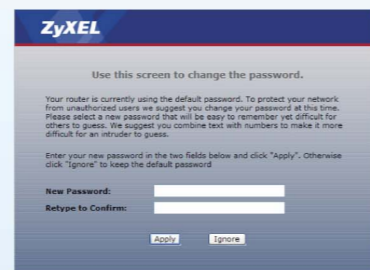 ZyXEL
Use this screen to change the password.
Your router is currently using the default password. To protect your network
from unauthorized users we suggest you change your password at this time.
Please select a new password that will be easy to remember yet difficult for
others to guess. We suggest you combine text with numbers to make it more
difficult for an intruder to guess.
Enter your new password in the two fields below and click "Apply". Otherwise
click "Ignore" to keep the default password
New Password:
Retype to Confirm:
Apply Ignore